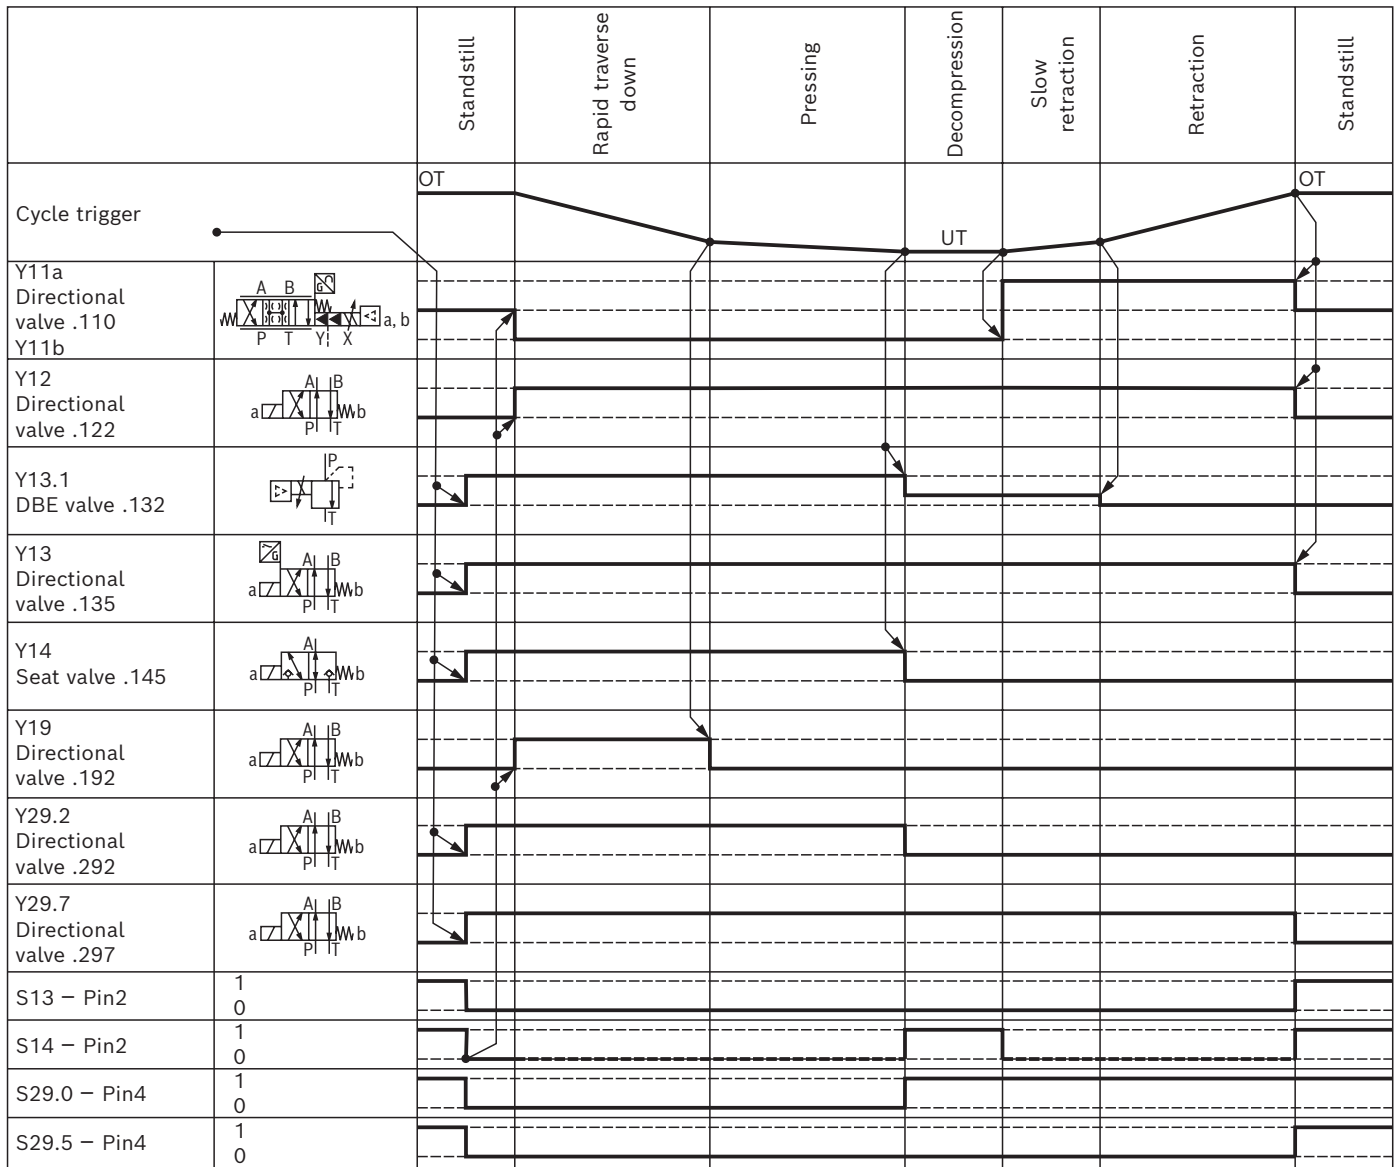 Standstill
Rapid traverse
down
Pressing
Decompression
Slow
retraction
Retraction
Standstill
Cycle trigger
OT
UT
OT
Y11a
Directional
valve .110
Y11b
A B
G
a, b
P T Y X
Y12
Directional
valve .122
A B
a b
P T
Y13.1
DBE valve .132
P
T
Y13
Directional
valve .135
G
A B
a b
P T
Y14
Seat valve .145
A
a b
P T
Y19
Directional
valve .192
A B
a b
P T
Y29.2
Directional
valve .292
A B
a b
P T
Y29.7
Directional
valve .297
A B
a b
P T
S13 – Pin2
1
0
S14 – Pin2
1
0
S29.0 – Pin4
1
0
S29.5 – Pin4
1
0